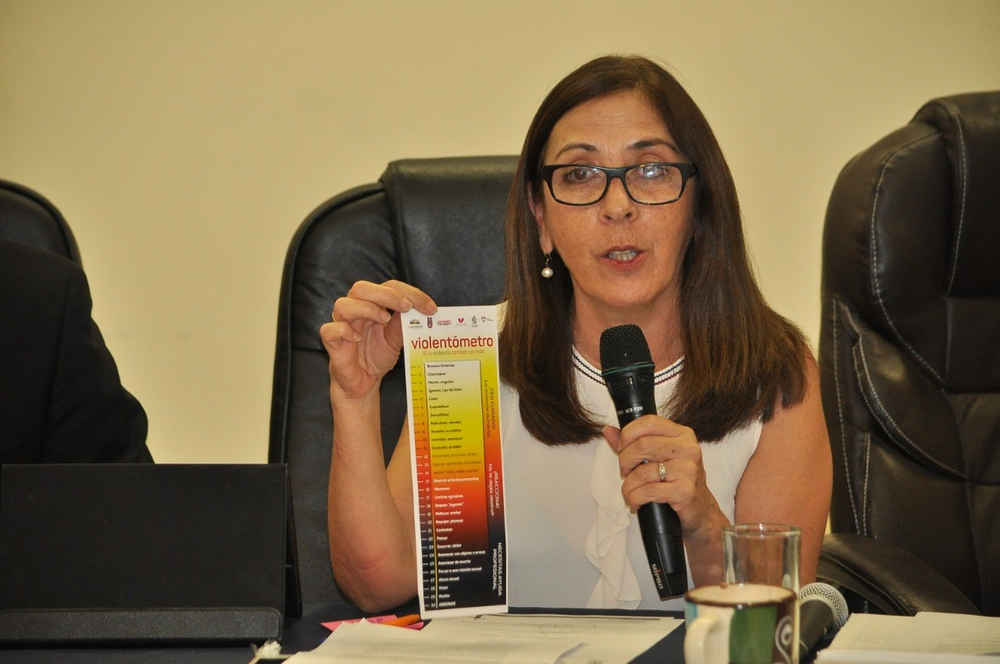 violentómetro
Sí, la violencia también se mide
1 Bromas hirientes
2 Chantajear
3 Mentir, engañar
4 Ignorar, Ley del hielo
5 Celar
6 Culpabilizar
7 Descalificar
8 Ridiculizar, ofender
9 Humillar en público
10 Intimidar, amenazar
11 Controlar, prohibir
12
13
14
15 Destruir artículos personales
16 Manosear
17 Caricias agresivas
18 Golpear "jugando"
19 Pellizcar, arañar
20 Empujar, jalonear
21 Cachetear
22 Patear
23 Encerrar, aislar
24 Amenazar con objetos o armas
25 Amenazar de muerte
26 Forzar a una relación sexual
27 Abuso sexual
28 Violar
29 Mutilar
30 ASESINAR
¡TEN CUIDADO!
La violencia aumenta
¡REACCIONA!
No te dejes destruir
NECESITAS AYUDA
PROFESIONAL
ACT-72H
MIPRO